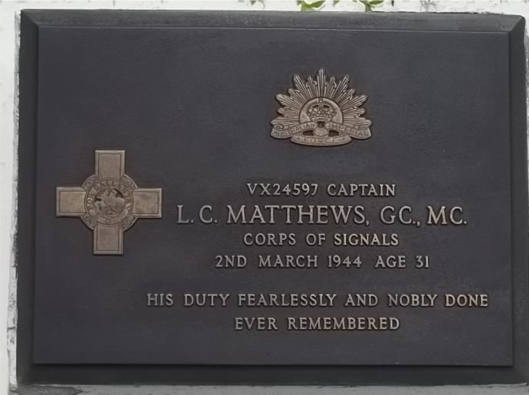 VX24597 CAPTAIN
L.C. MATTHEWS, GC., MC.
CORPS OF SIGNALS
2ND MARCH 1944 AGE 31
HIS DUTY FEARLESSLY AND NOBLY DONE
EVER REMEMBERED